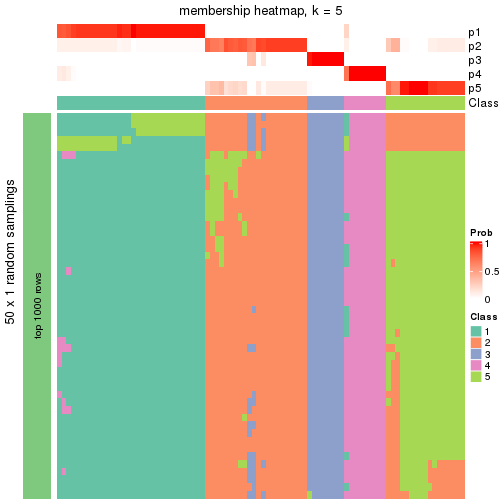 membership heatmap, k = 5
p1
p2
p3
p4
p5
Class
50 x 1 random samplings
top 1000 rows
Prob
1
0.5
0
Class
1
2
3
4
5